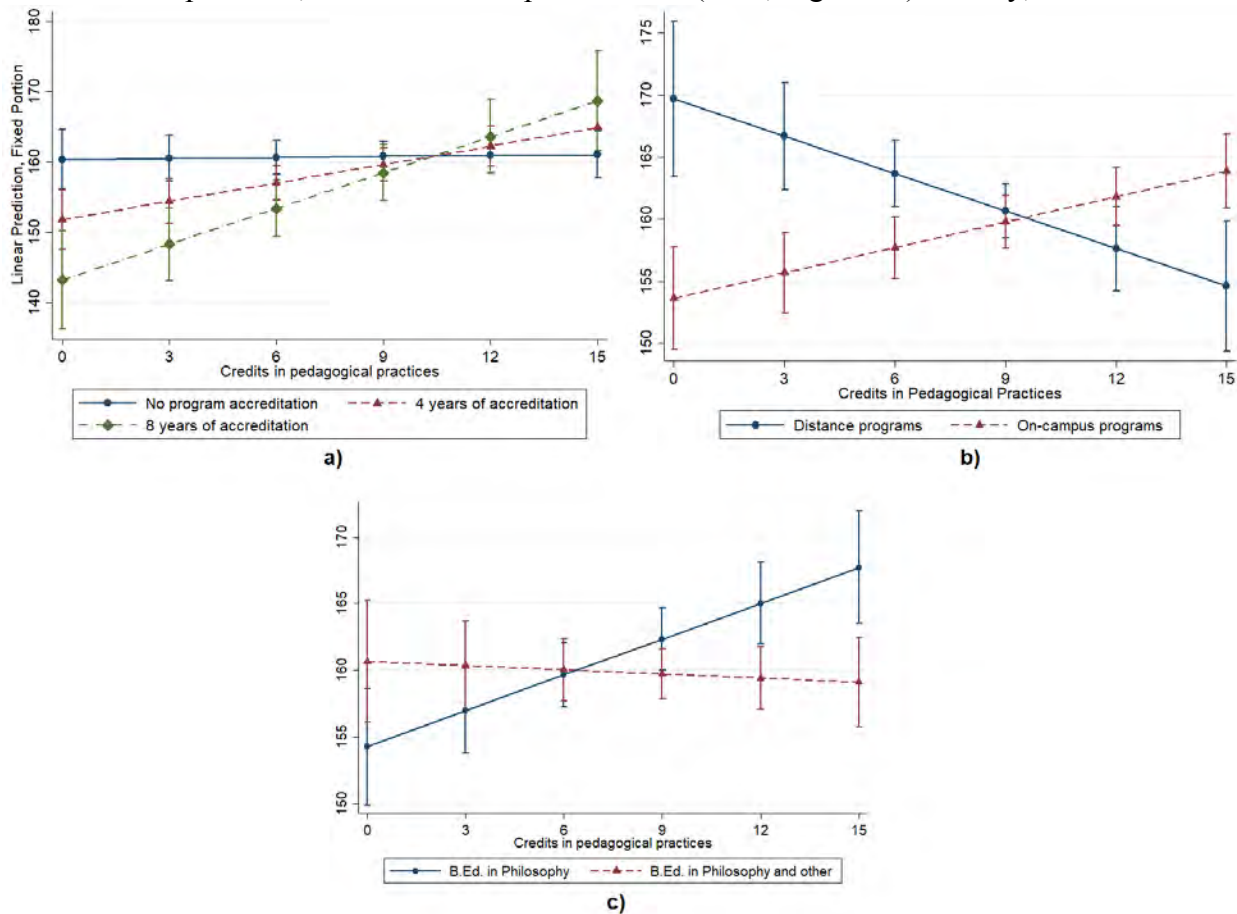 180
170
160
150
140
Linear Prediction, Fixed Portion
0 3 6 9 12 15
Credits in pedagogical practices
No program accreditation 4 years of accreditation
8 years of accreditation
a)
175
170
165
160
155
150
0 3 6 9 12 15
Credits in Pedagogical Practices
Distance programs On-campus programs
b)
170
165
160
155
150
0 3 6 9 12 15
Credits in pedagogical practices
B.Ed. in Philosophy B.Ed. in Philosophy and other
c)